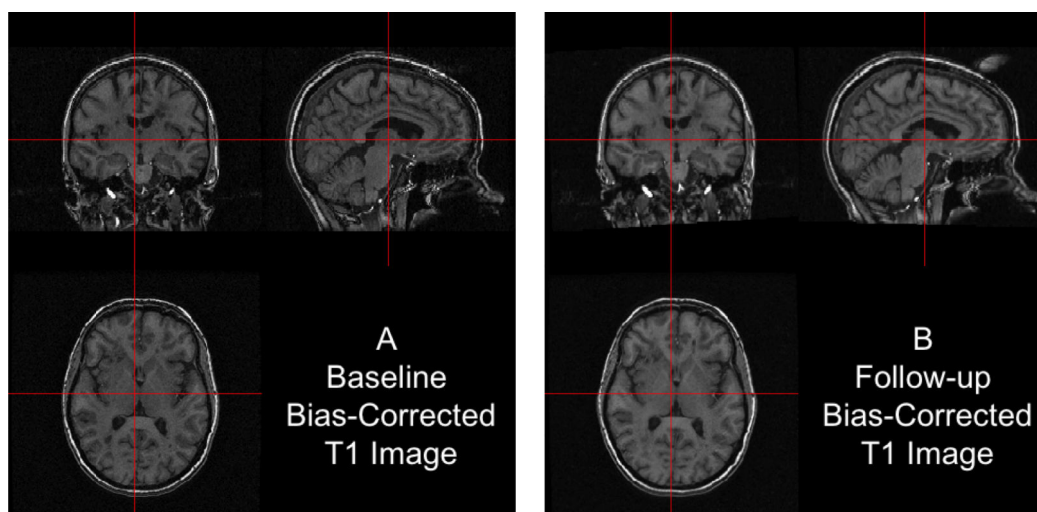 A
Baseline
Bias-Corrected
T1 Image
B
Follow-up
Bias-Corrected
T1 Image